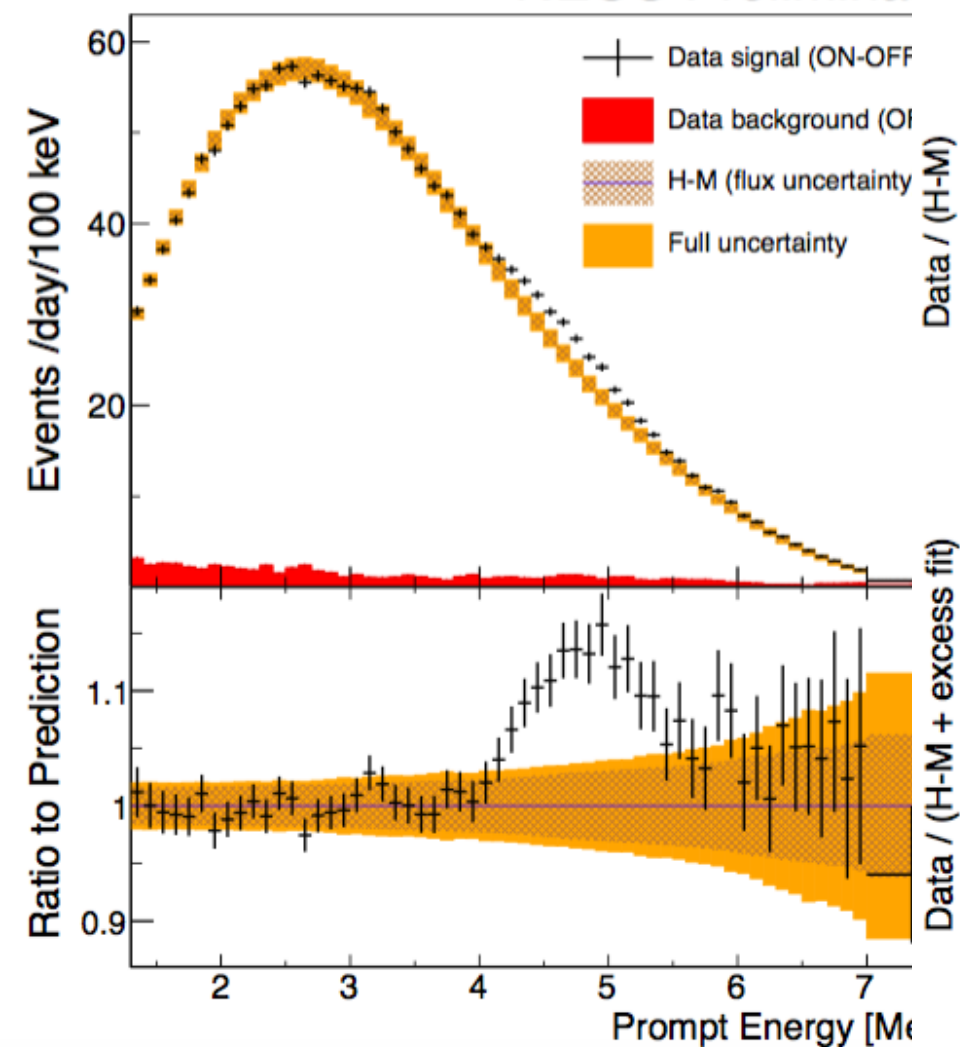 60
40
20
Events /day/100 keV
Data signal (ON-OFF
Data background (OF
H-M (flux uncertainty
Full uncertainty
Data / (H-M)
1.1
1
0.9
Ratio to Prediction
Data / (H-M + excess fit)
2 3 4 5 6 7
Prompt Energy [Me